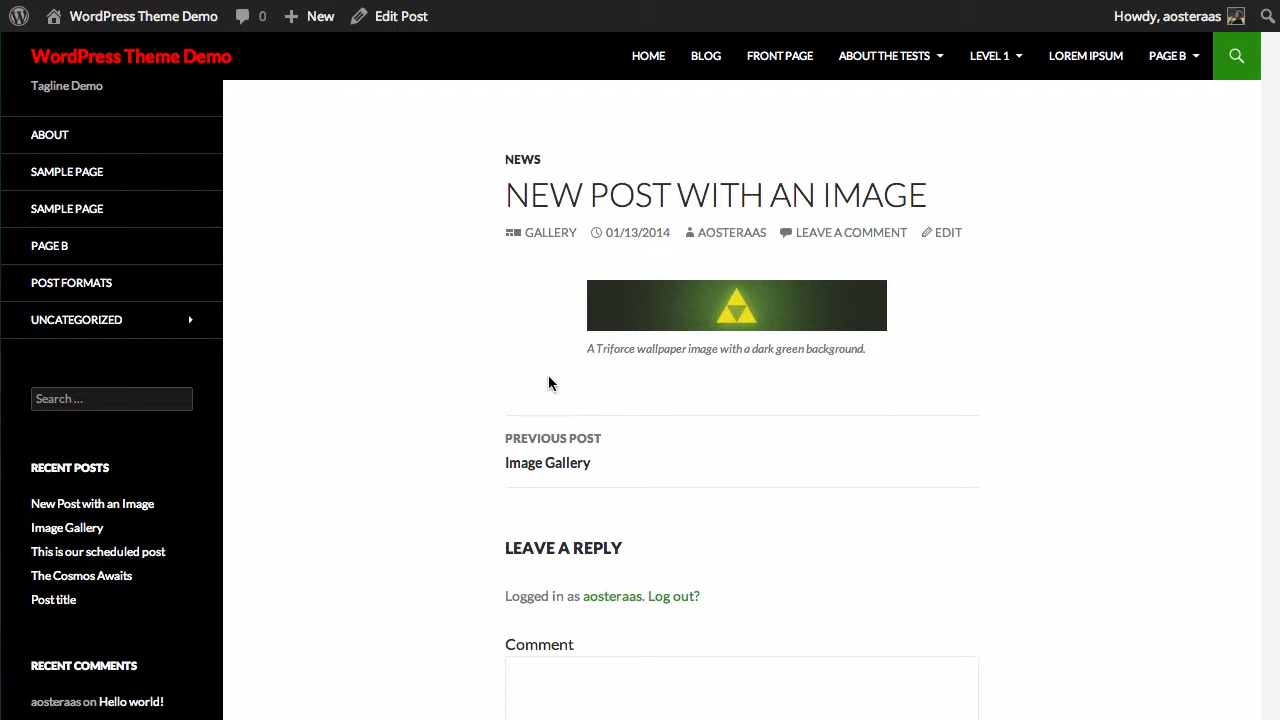 WordPress Theme Demo 0 New Edit Post Howdy, aosteraas
WordPress Theme Demo
HOME BLOG FRONT PAGE ABOUT THE TESTS LEVEL 1 LOREM IPSUM PAGE B
Tagline Demo
ABOUT
SAMPLE PAGE
SAMPLE PAGE
PAGE B
POST FORMATS
UNCATEGORIZED
Search ...
RECENT POSTS
New Post with an Image
Image Gallery
This is our scheduled post
The Cosmos Awaits
Post title
RECENT COMMENTS
aosteraas on Hello world!
NEWS
NEW POST WITH AN IMAGE
GALLERY 01/13/2014 AOSTERAAS LEAVE A COMMENT EDIT
A Triforce wallpaper image with a dark green background.
PREVIOUS POST
Image Gallery
LEAVE A REPLY
Logged in as aosteraas. Log out?
Comment